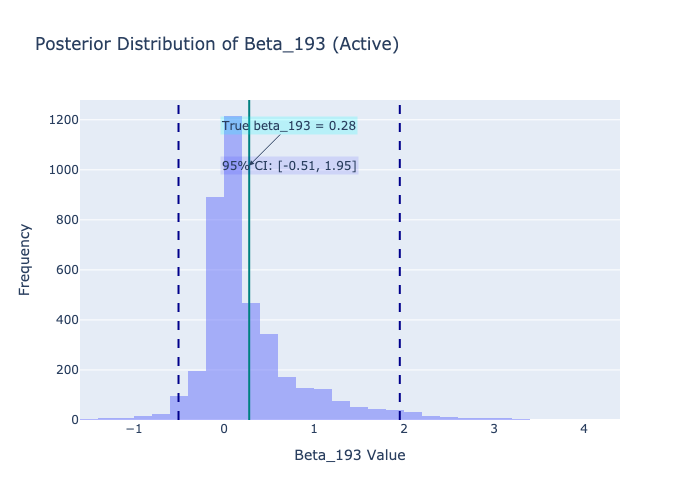 Posterior Distribution of Beta_193 (Active)
True beta_193 = 0.28
95% CI: [-0.51, 1.95]
1200
1000
800
600
400
200
0
Frequency
−1
0
1
2
3
4
Beta_193 Value